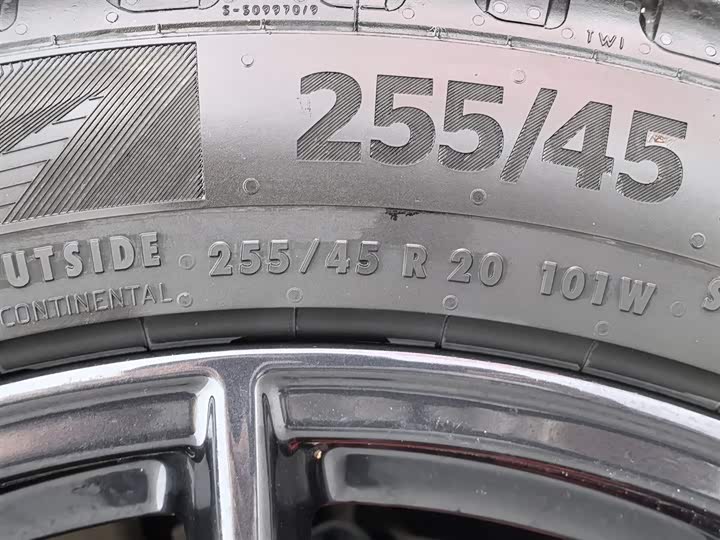 S-509970/9
TWI
255/45
UTSIDE 255/45 R 20 101W S
CONTINENTAL